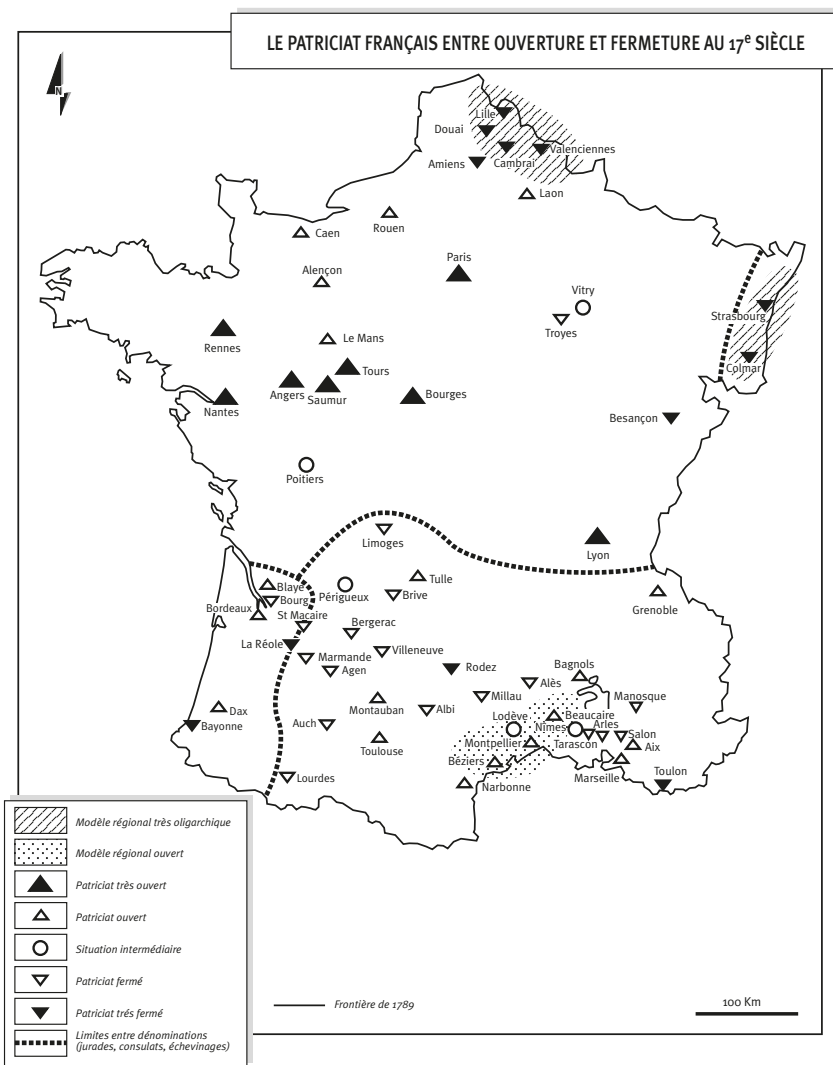 LE PATRICIAT FRANÇAIS ENTRE OUVERTURE ET FERMETURE AU 17e SIÈCLE
N
Lille
Douai
Valenciennes
Cambrai
Amiens
Laon
Rouen
Caen
Paris
Alençon
Vitry
Strasbourg
Troyes
Rennes
Le Mans
Colmar
Tours
Angers
Saumur
Bourges
Nantes
Besançon
Poitiers
Limoges
Lyon
Tulle
Blaye
Périgueux
Brive
Grenoble
Bourg
Bordeaux
St Macaire
Bergerac
La Réole
Villeneuve
Marmande
Rodez
Bagnols
Agen
Alès
Manosque
Millau
Dax
Montauban
Albi
Lodève
Beaucaire
Bayonne
Auch
Nîmes
Arles
Salon
Toulouse
Montpellier
Tarascon
Aix
Béziers
Marseille
Toulon
Lourdes
Narbonne
Modèle régional très oligarchique
Modèle régional ouvert
Patriciat très ouvert
Patriciat ouvert
Situation intermédiaire
Patriciat fermé
Patriciat trés fermé
Limites entre dénominations
(jurades, consulats, échevinages)
Frontière de 1789
100 Km